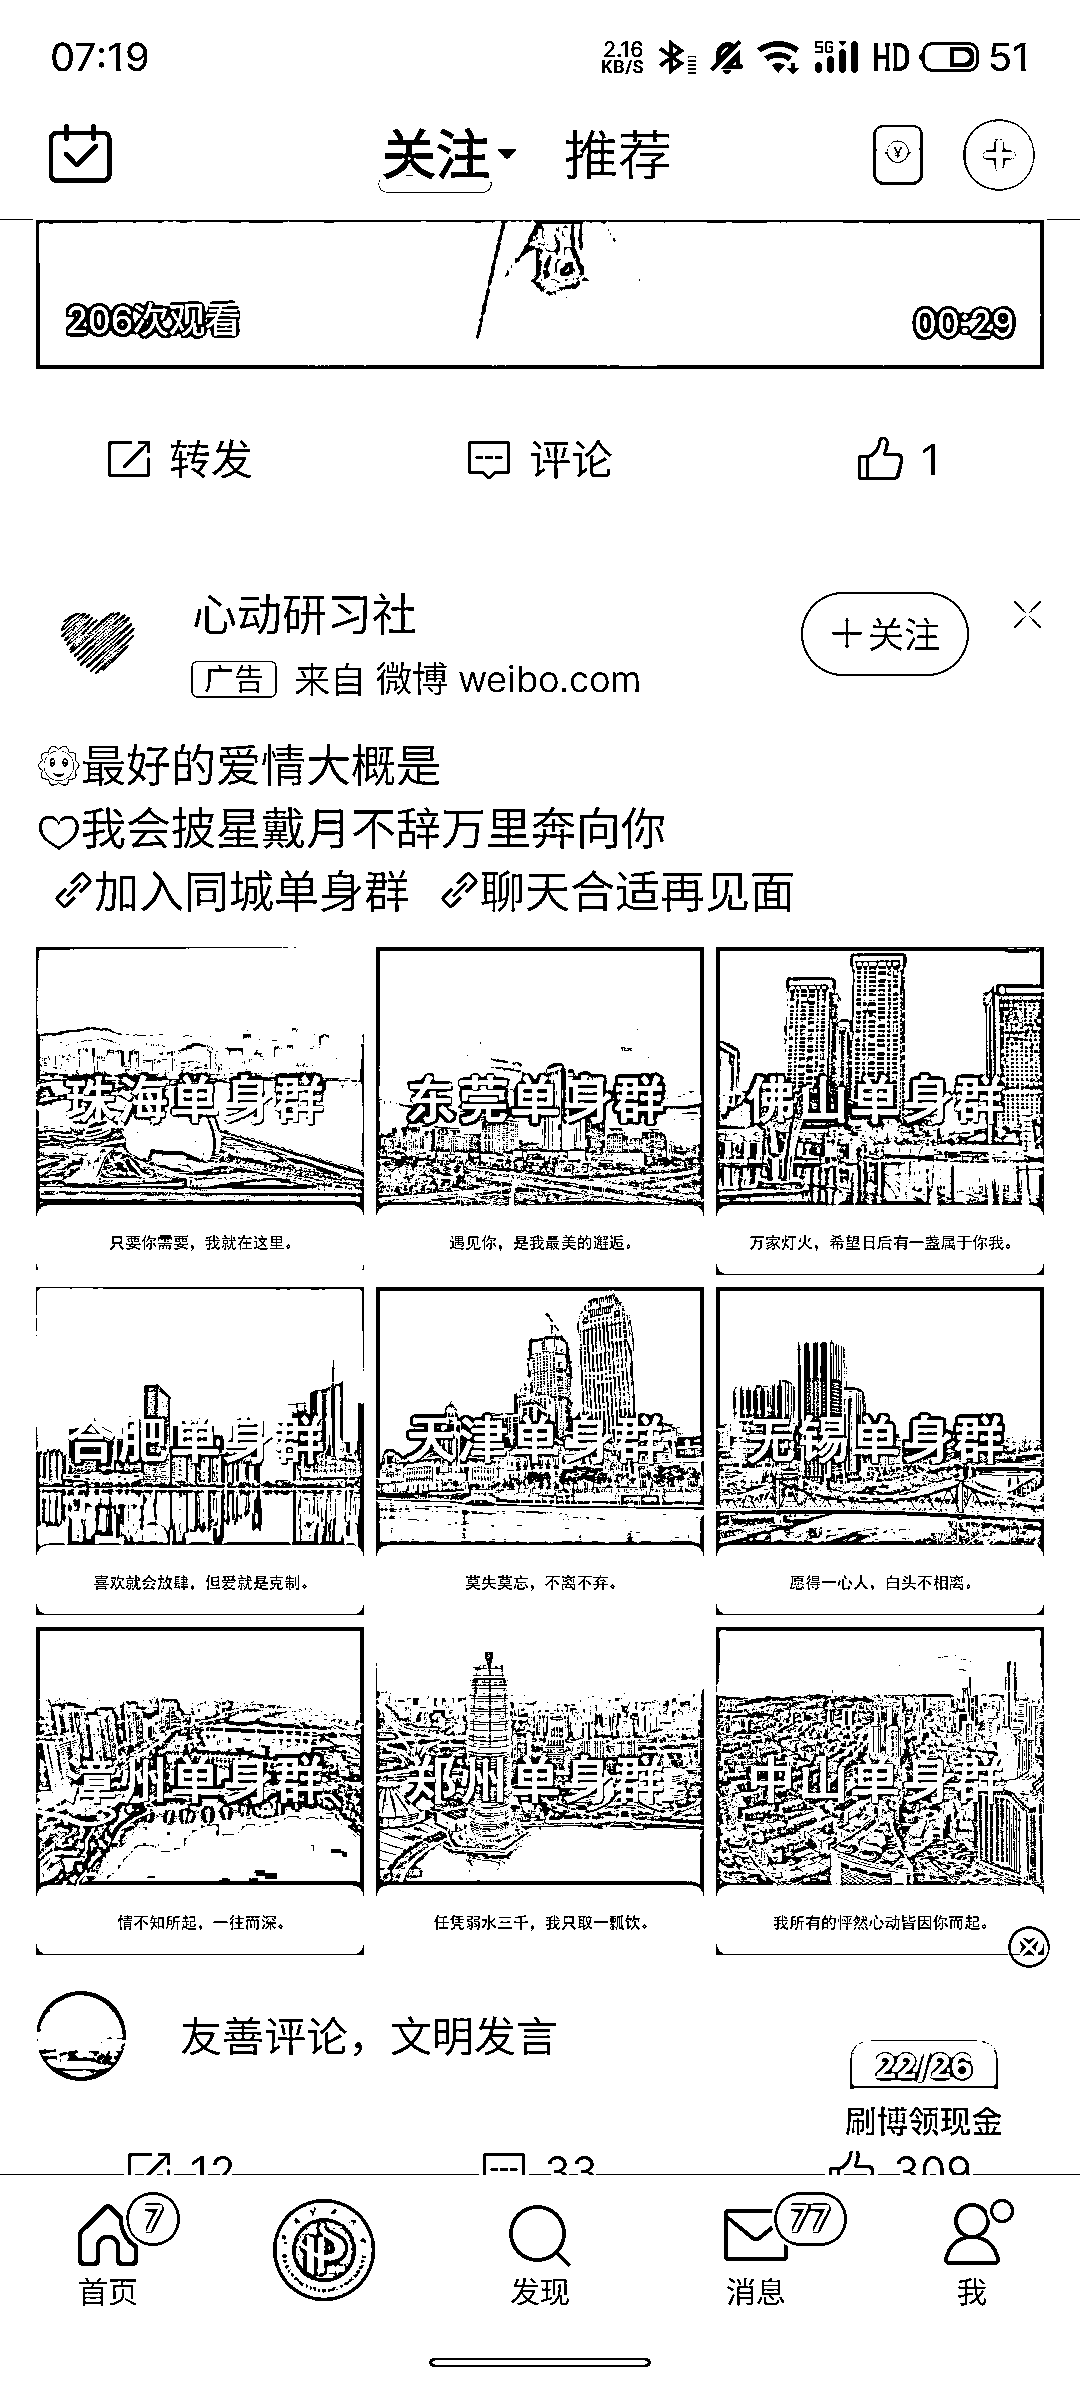 07:19 2.16 KB/S 5G HD 51
关注 推荐
206次观看 00:29
转发 评论 1
心动研习社 +关注
广告 来自 微博 weibo.com
最好的爱情大概是
我会披星戴月不辞万里奔向你
加入同城单身群 聊天合适再见面
珠海单身群 东莞单身群 佛山单身群
只要你需要，我就在这里。 遇见你，是我最美的邂逅。 万家灯火，希望日后有一盏属于你我。
合肥单身群 天津单身群 无锡单身群
喜欢就会放肆，但爱就是克制。 莫失莫忘，不离不弃。 愿得一心人，白头不相离。
漳州单身群 郑州单身群 中山单身群
情不知所起，一往而深。 任凭弱水三千，我只取一瓢饮。 我所有的怦然心动皆因你而起。
友善评论，文明发言
22/26
刷博领现金
12 33 309
7 77
首页 发现 消息 我